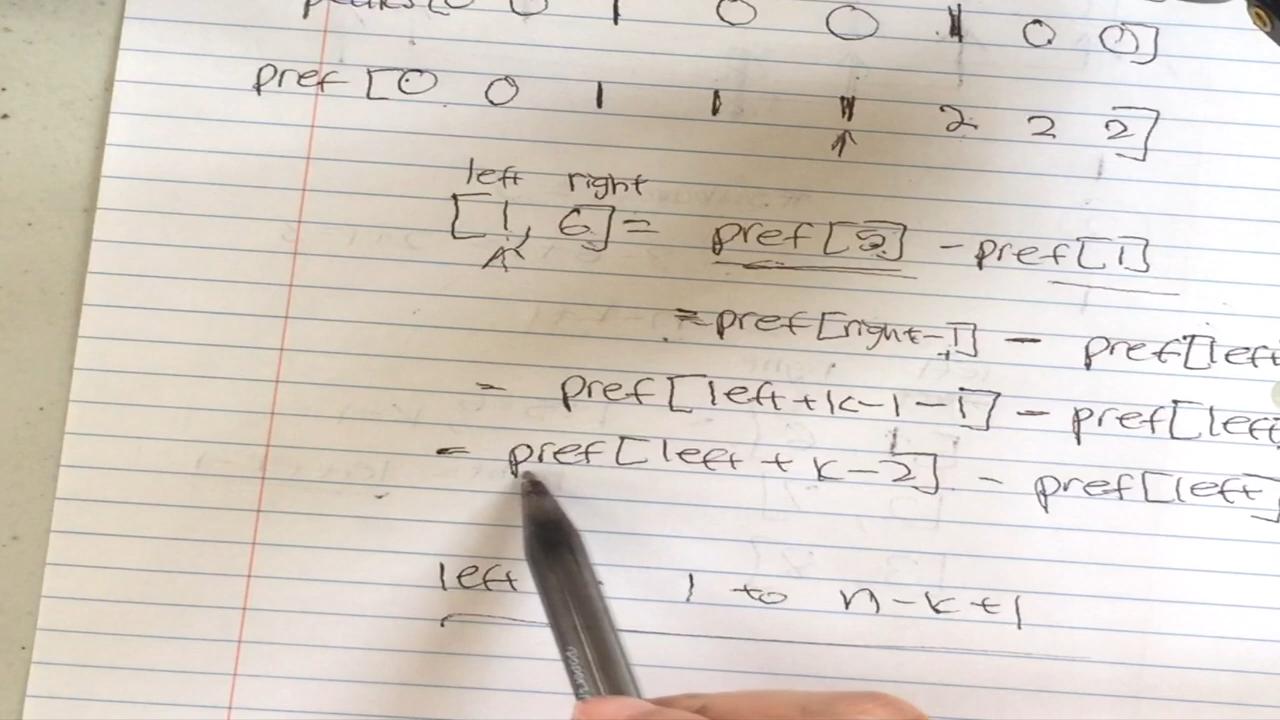 peaks[0 0 1 0 0 1 0 0]
pref [0 0 1 1 1 2 2 2]
left right
[1, 6] = pref[5] - pref[1]
= pref[right-1] - pref[left
= pref[left+k-1-1] - pref[left
= pref[left + k-2] - pref[left]
left 1 to n-k+1